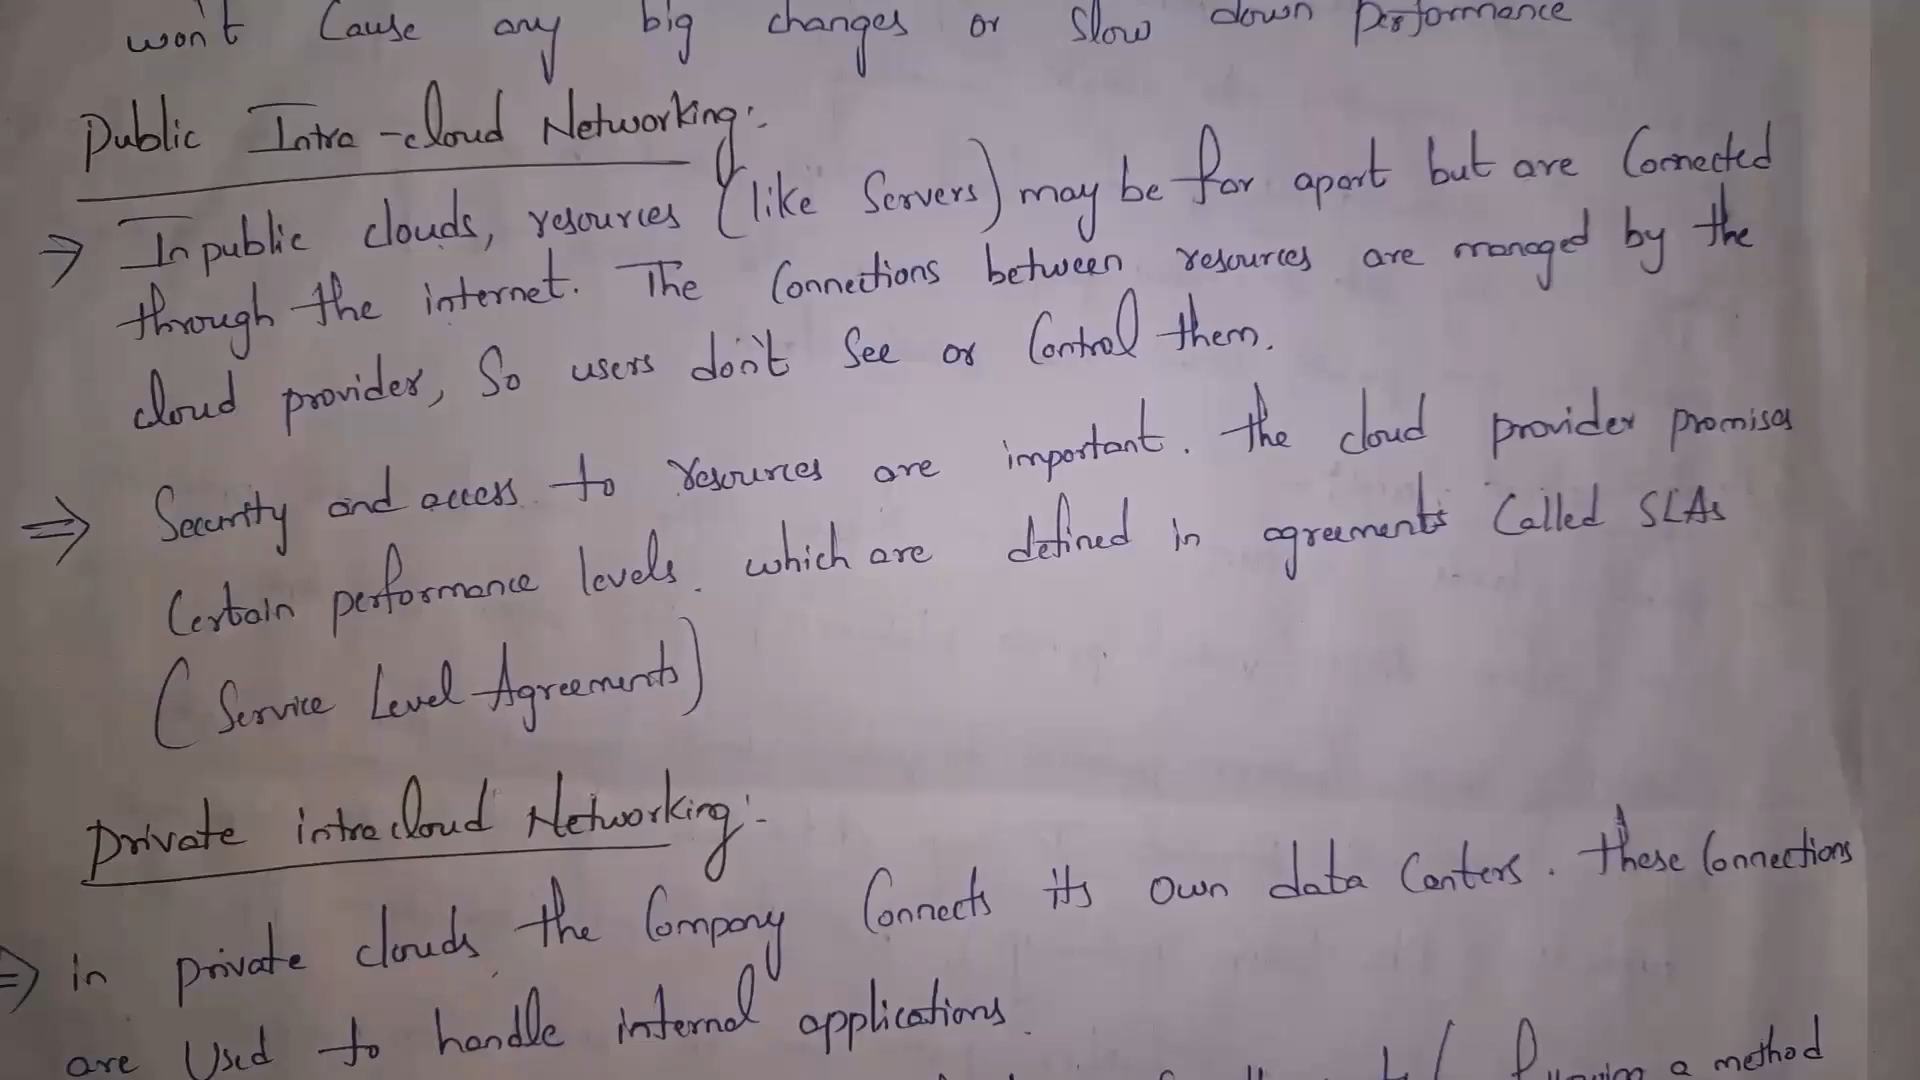 won't Cause any big changes or Slow down performance
Public Intra-cloud Networking:-
⇒ In public clouds, resources (like Servers) may be far apart but are Connected
through the internet. The Connections between resources are managed by the
cloud provider, So users don't See or Control them.
⇒ Security and access to resources are important. the cloud provider promises
Certain performance levels. which are defined in agreements Called SLAs
(Service Level Agreements)
Private intracloud Networking:-
⇒ in private clouds the Company Connects its own data Centers. these Connections
are Used to handle internal applications.
a method